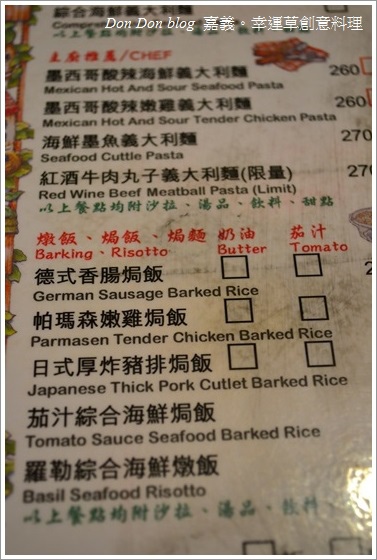 Don Don blog 嘉義。幸運草創意料理
綜合海鮮義大利麵
主廚推薦/CHEF
墨西哥酸辣海鮮義大利麵 260
Mexican Hot And Sour Seafood Pasta
墨西哥酸辣嫩雞義大利麵 260
Mexican Hot And Sour Tender Chicken Pasta
海鮮墨魚義大利麵 270
Seafood Cuttle Pasta
紅酒牛肉丸子義大利麵(限量) 270
Red Wine Beef Meatball Pasta (Limit)
以上餐點均附沙拉、湯品、飲料、甜點
燉飯、焗飯、焗麵 奶油 茄汁
Barking、Risotto Butter Tomato
德式香腸焗飯
German Sausage Barked Rice
帕瑪森嫩雞焗飯
Parmasen Tender Chicken Barked Rice
日式厚炸豬排焗飯
Japanese Thick Pork Cutlet Barked Rice
茄汁綜合海鮮焗飯
Tomato Sauce Seafood Barked Rice
羅勒綜合海鮮燉飯
Basil Seafood Risotto
以上餐點均附沙拉、湯品、飲料、